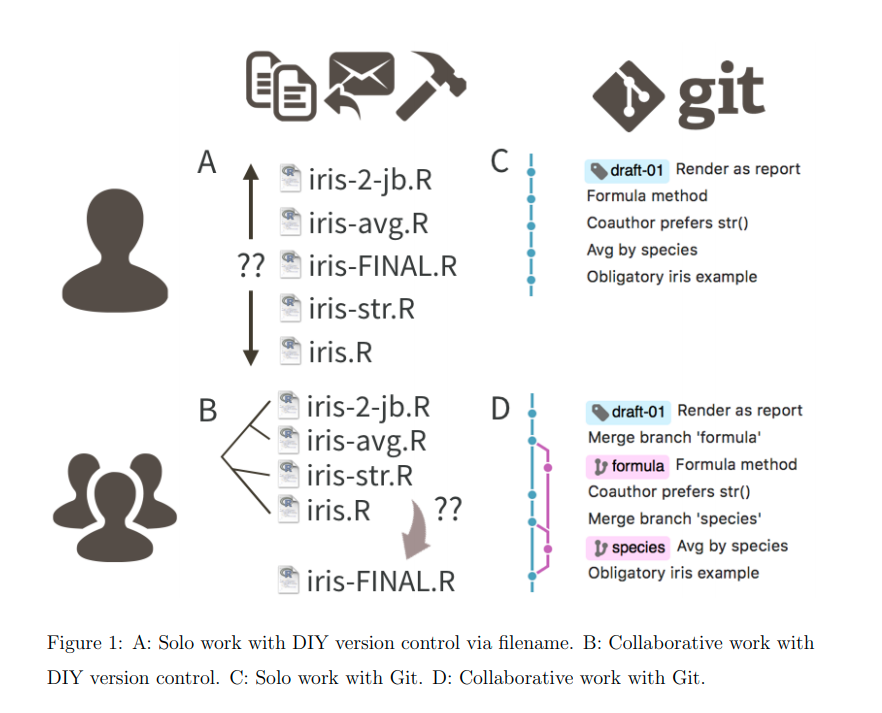 git
A
iris-2-jb.R
iris-avg.R
??
iris-FINAL.R
iris-str.R
iris.R
C
draft-01 Render as report
Formula method
Coauthor prefers str()
Avg by species
Obligatory iris example
B
iris-2-jb.R
iris-avg.R
iris-str.R
iris.R
??
iris-FINAL.R
D
draft-01 Render as report
Merge branch 'formula'
formula Formula method
Coauthor prefers str()
Merge branch 'species'
species Avg by species
Obligatory iris example
Figure 1: A: Solo work with DIY version control via filename. B: Collaborative work with
DIY version control. C: Solo work with Git. D: Collaborative work with Git.